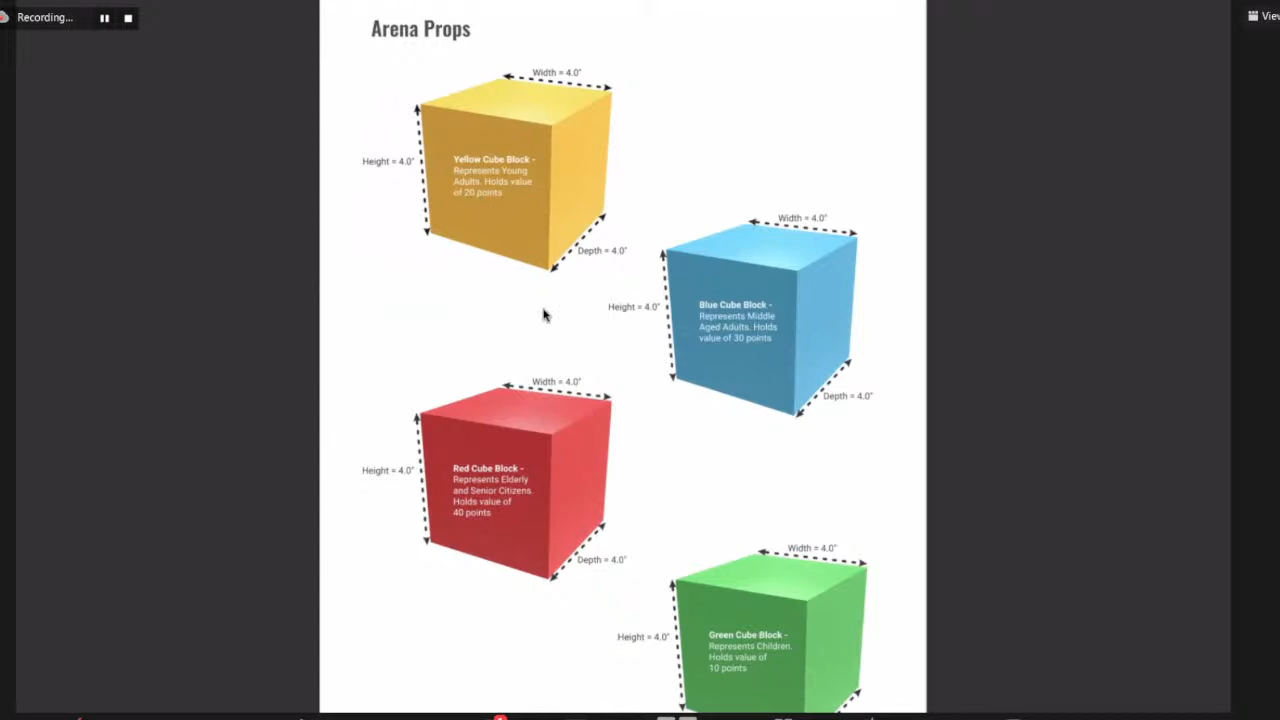 Recording...
Arena Props
Width = 4.0"
Height = 4.0"
Yellow Cube Block -
Represents Young
Adults. Holds value
of 20 points
Depth = 4.0"
Width = 4.0"
Height = 4.0"
Blue Cube Block -
Represents Middle
Aged Adults. Holds
value of 30 points
Depth = 4.0"
Width = 4.0"
Height = 4.0"
Red Cube Block -
Represents Elderly
and Senior Citizens.
Holds value of
40 points
Depth = 4.0"
Width = 4.0"
Height = 4.0"
Green Cube Block -
Represents Children.
Holds value of
10 points